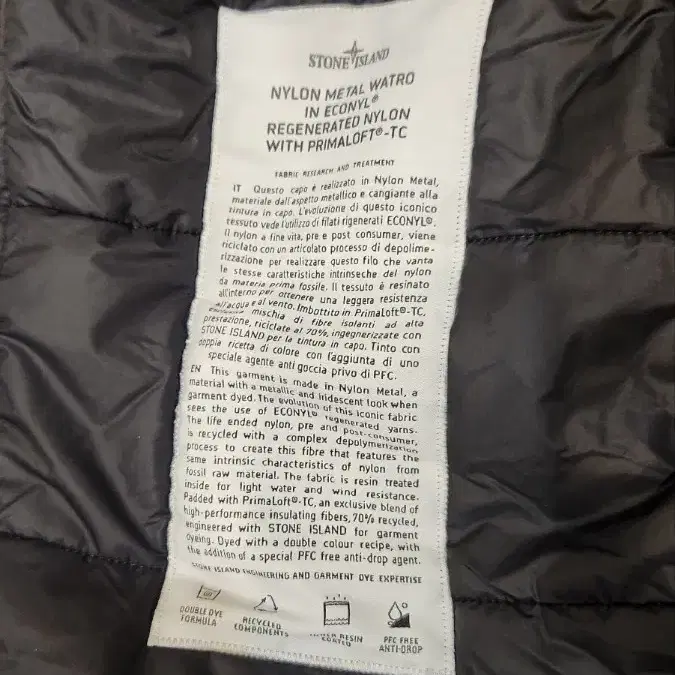 STONE ISLAND
NYLON METAL WATRO
IN ECONYL®
REGENERATED NYLON
WITH PRIMALOFT®-TC
FABRIC RESEARCH AND TREATMENT
IT Questo capo è realizzato in Nylon Metal,
materiale dall'aspetto metallico e cangiante alla
tintura in capo. L'evoluzione di questo iconico
tessuto vede l'utilizzo di filati rigenerati ECONYL®.
Il nylon a fine vita, pre e post consumer, viene
riciclato con un articolato processo di depolime-
rizzazione per realizzare questo filo che vanta
le stesse caratteristiche intrinseche del nylon
da materia prima fossile. Il tessuto è resinato
all'interno per ottenere una leggera resistenza
all'acqua e al vento. Imbottito in PrimaLoft®-TC,
esclusiva mischia di fibre isolanti ad alta
prestazione, riciclate al 70%, ingegnerizzate con
STONE ISLAND per la tintura in capo. Tinto con
doppia ricetta di colore con l'aggiunta di uno
speciale agente anti goccia privo di PFC.
EN This garment is made in Nylon Metal, a
material with a metallic and iridescent look when
garment dyed. The evolution of this iconic fabric
sees the use of ECONYL® regenerated yarns.
The life ended nylon, pre and post-consumer,
is recycled with a complex depolymerization
process to create this fibre that features the
same intrinsic characteristics of nylon from
fossil raw material. The fabric is resin treated
inside for light water and wind resistance.
Padded with PrimaLoft®-TC, an exclusive blend of
high-performance insulating fibers, 70% recycled,
engineered with STONE ISLAND for garment
dyeing. Dyed with a double colour recipe, with
the addition of a special PFC free anti-drop agent.
STONE ISLAND ENGINEERING AND GARMENT DYE EXPERTISE
DOUBLE DYE
FORMULA
RECYCLED
COMPONENTS
INNER RESIN
COATED
PFC FREE
ANTI-DROP